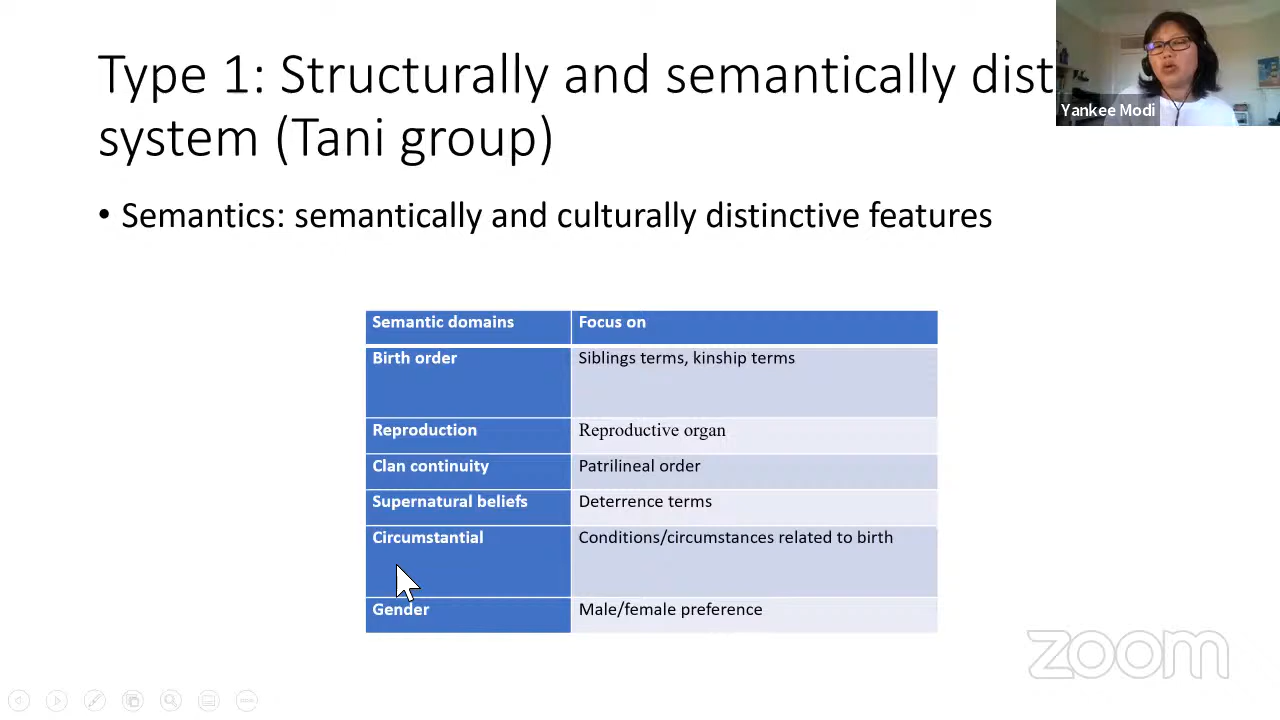 Type 1: Structurally and semantically dist
system (Tani group)
Yankee Modi
• Semantics: semantically and culturally distinctive features
Semantic domains Focus on
Birth order Siblings terms, kinship terms
Reproduction Reproductive organ
Clan continuity Patrilineal order
Supernatural beliefs Deterrence terms
Circumstantial Conditions/circumstances related to birth
Gender Male/female preference
zoom